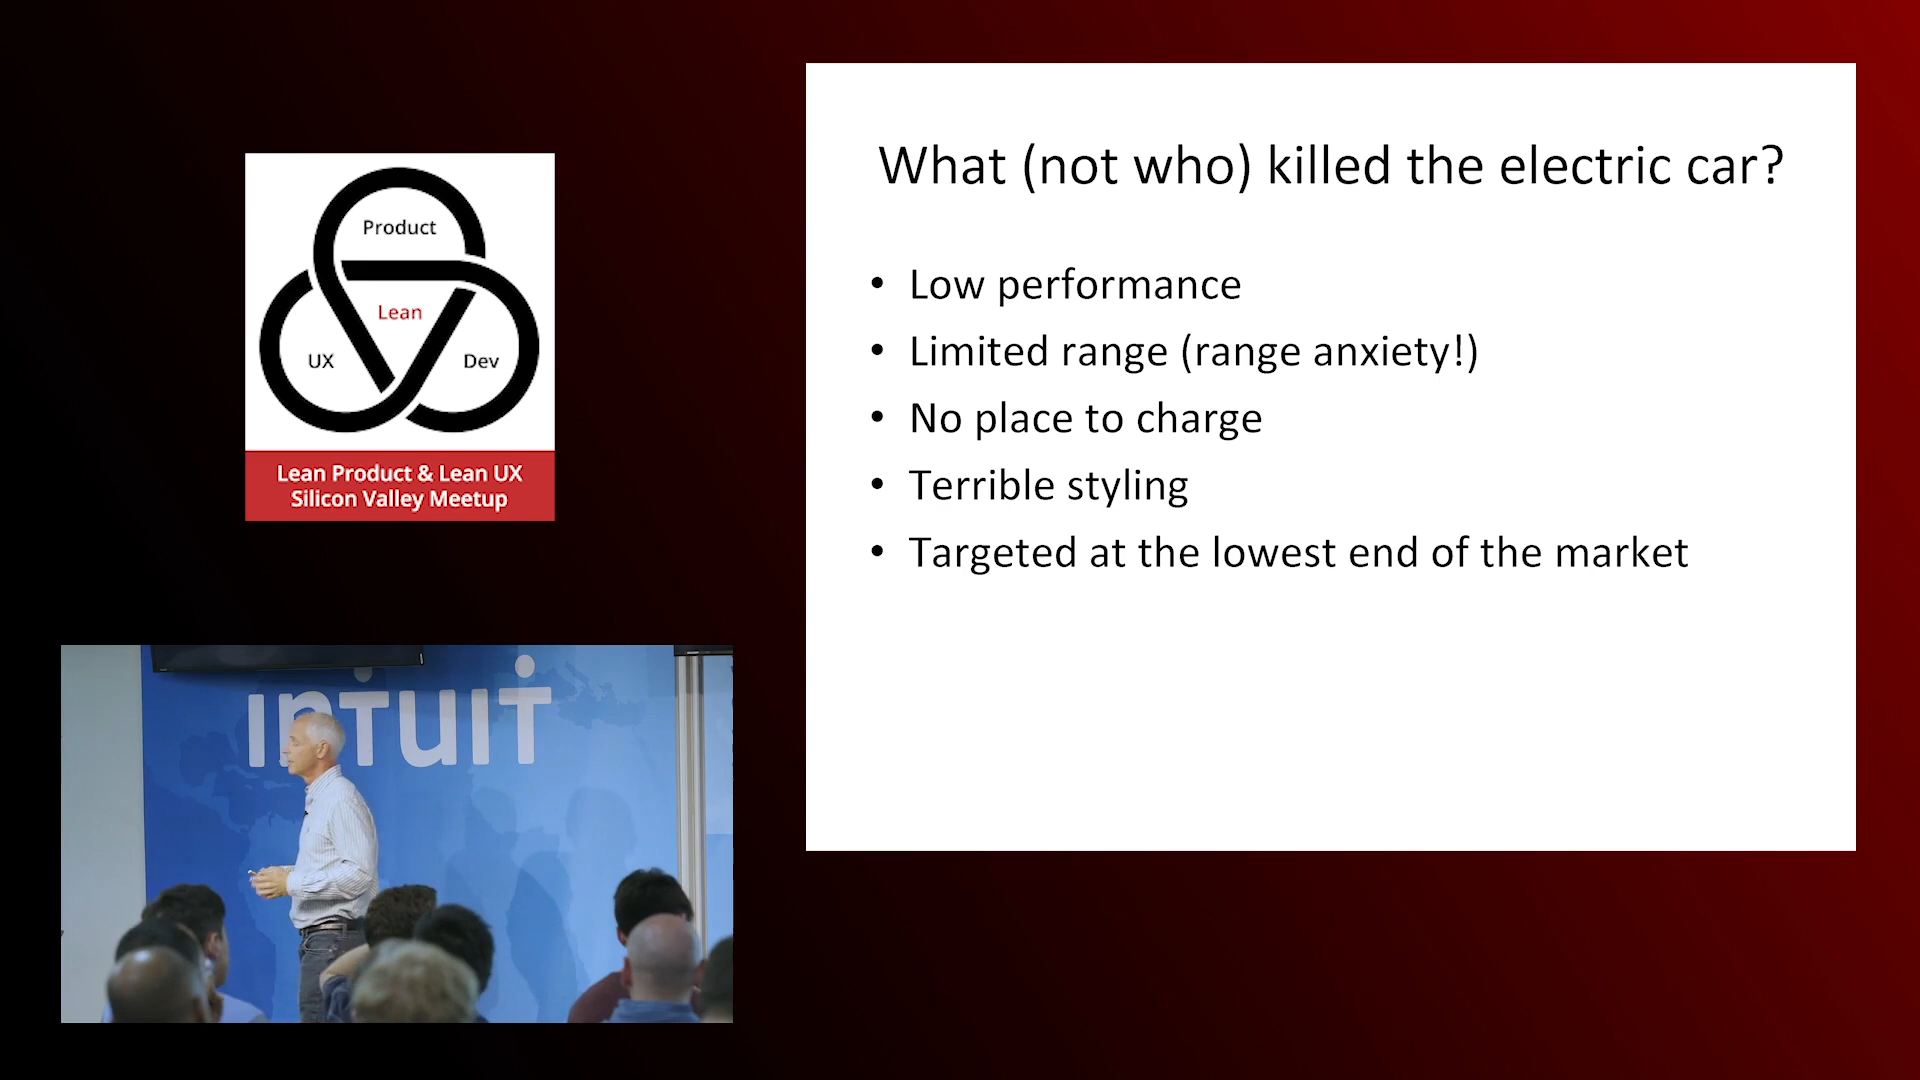 Product
Lean
UX
Dev
Lean Product & Lean UX
Silicon Valley Meetup
intuit
What (not who) killed the electric car?
• Low performance
• Limited range (range anxiety!)
• No place to charge
• Terrible styling
• Targeted at the lowest end of the market